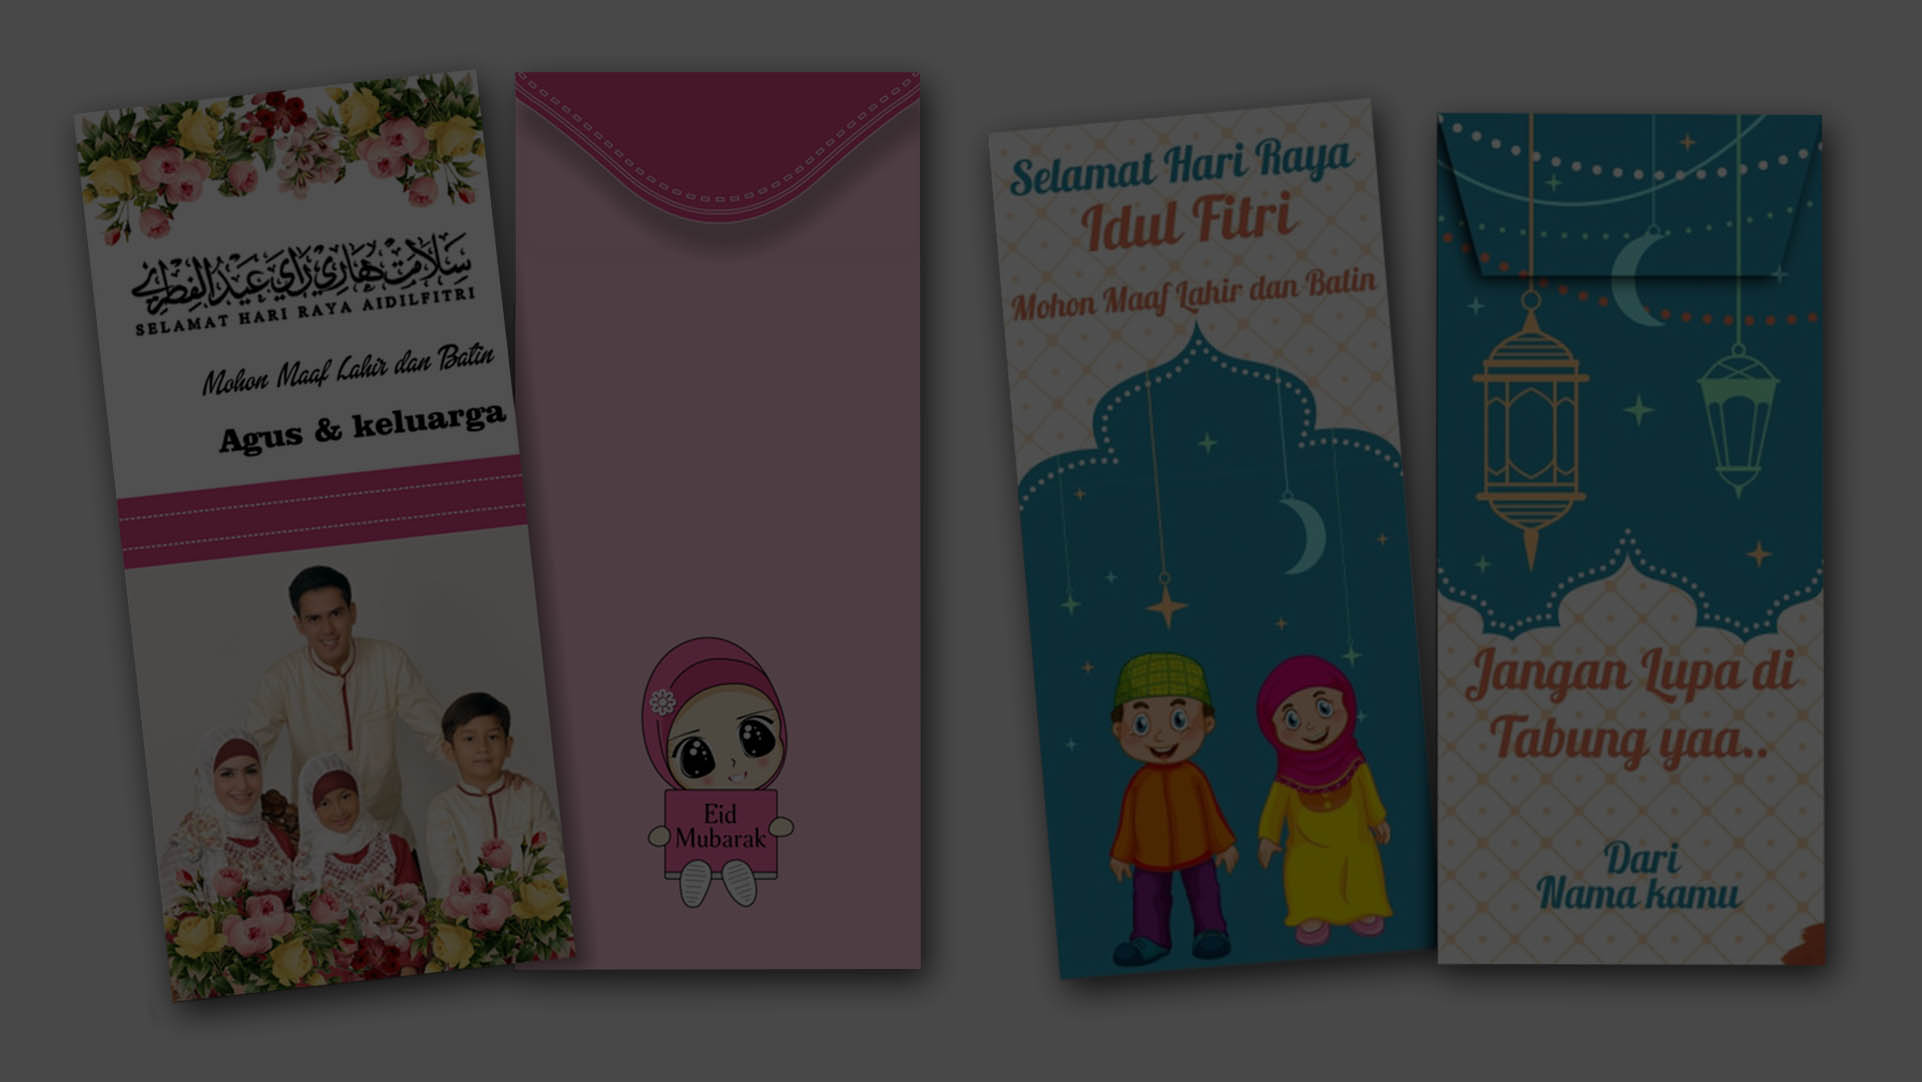 سلامت هاري راي عيدالفطري
SELAMAT HARI RAYA AIDILFITRI
Mohon Maaf Lahir dan Batin
Agus & keluarga
Eid
Mubarak
Selamat Hari Raya
Idul Fitri
Mohon Maaf Lahir dan Batin
Jangan Lupa di
Tabung yaa..
Dari
Nama kamu